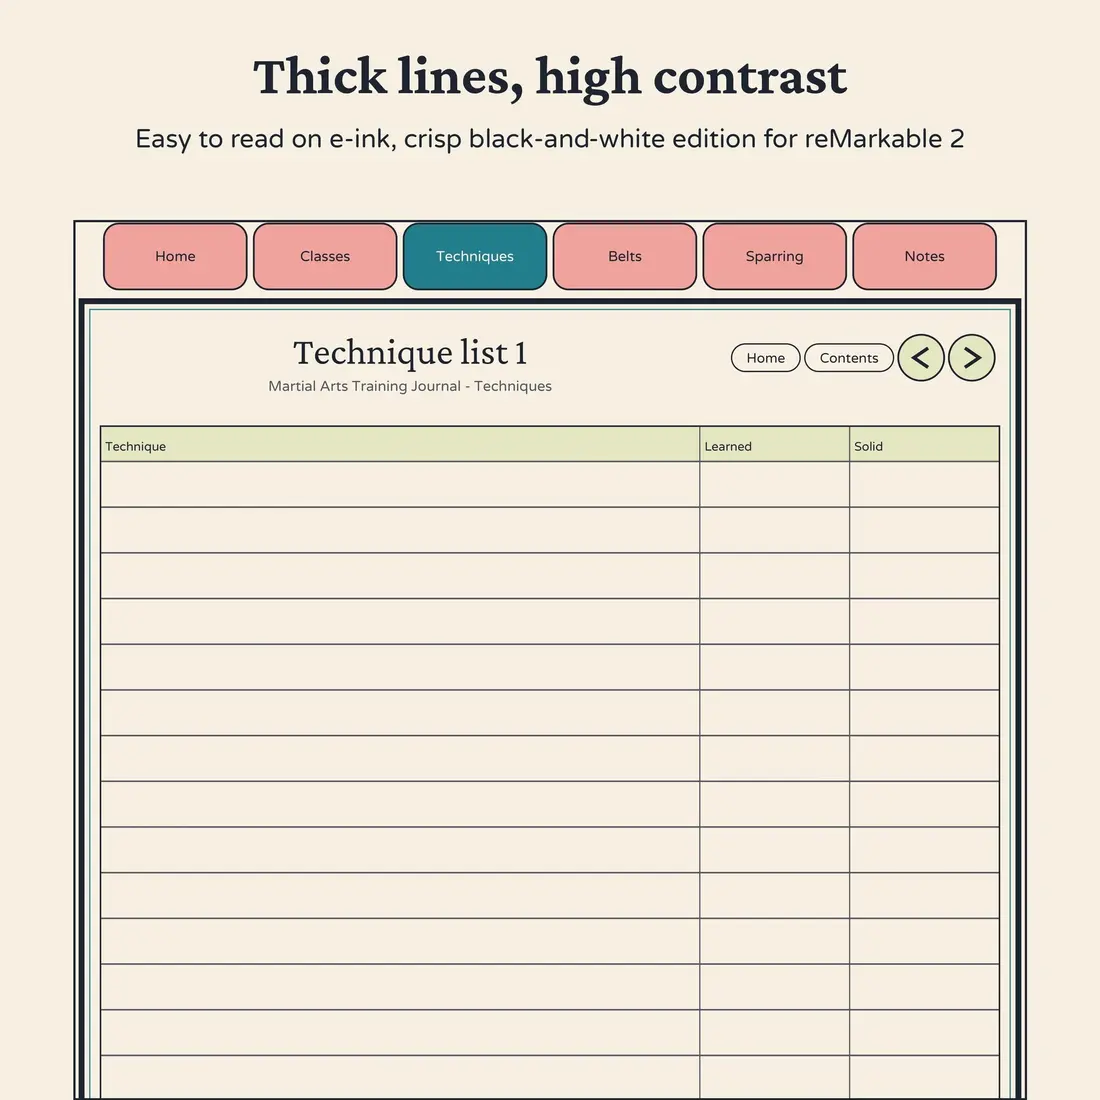 Thick lines, high contrast
Easy to read on e-ink, crisp black-and-white edition for reMarkable 2
Home Classes Techniques Belts Sparring Notes
Technique list 1
Home Contents < >
Martial Arts Training Journal - Techniques
Technique Learned Solid